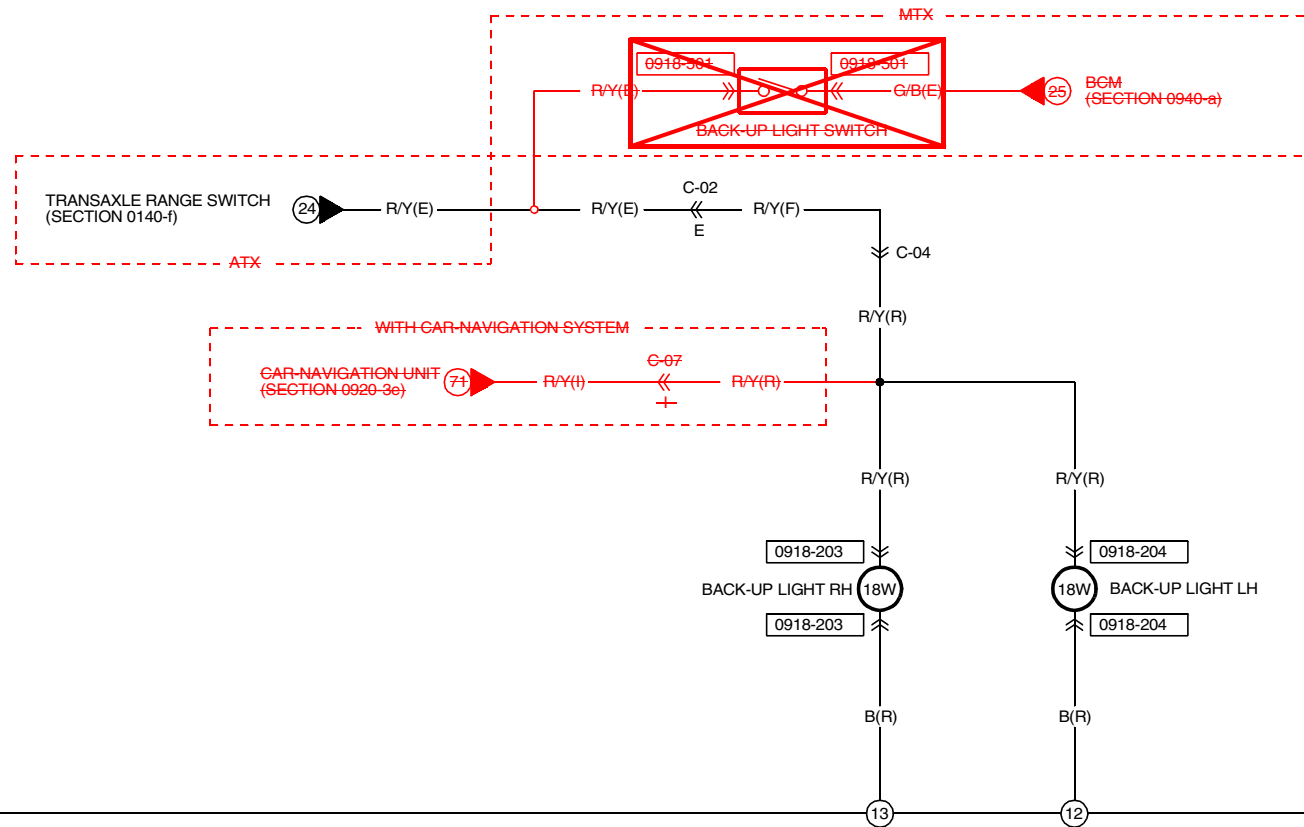 MTX
0918-501
0918-501
R/Y(E)
G/B(E)
25
BCM
(SECTION 0940-a)
BACK-UP LIGHT SWITCH
TRANSAXLE RANGE SWITCH
(SECTION 0140-f)
24
R/Y(E)
R/Y(E)
C-02
E
R/Y(F)
C-04
ATX
R/Y(R)
WITH CAR-NAVIGATION SYSTEM
CAR-NAVIGATION UNIT
(SECTION 0920-3e)
71
R/Y(I)
C-07
I
R/Y(R)
R/Y(R)
R/Y(R)
0918-203
0918-204
BACK-UP LIGHT RH
18W
18W
BACK-UP LIGHT LH
0918-203
0918-204
B(R)
B(R)
13
12